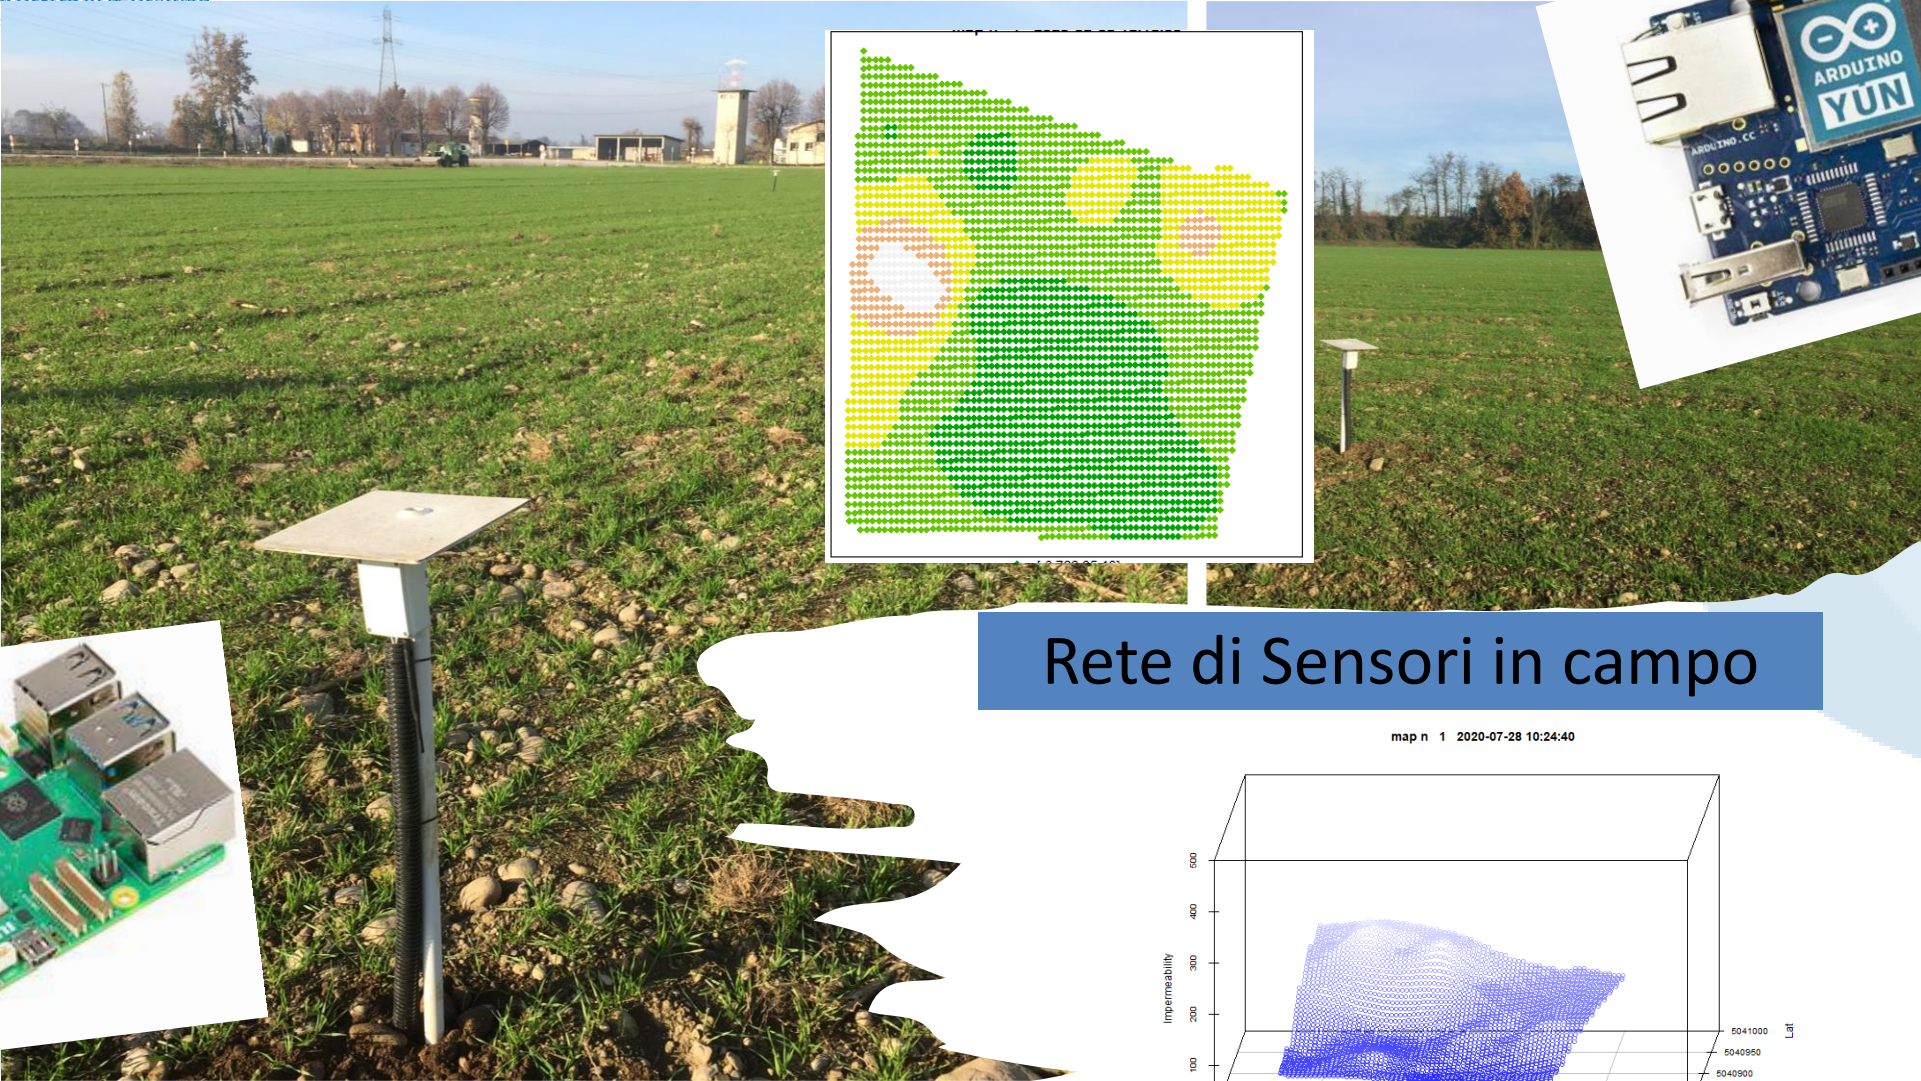 ARDUINO
YÚN
ARDUINO.CC
Rete di Sensori in campo
map n 1 2020-07-28 10:24:40
500
400
300
200
100
Impermeability
5041000
5040950
5040900
Lat